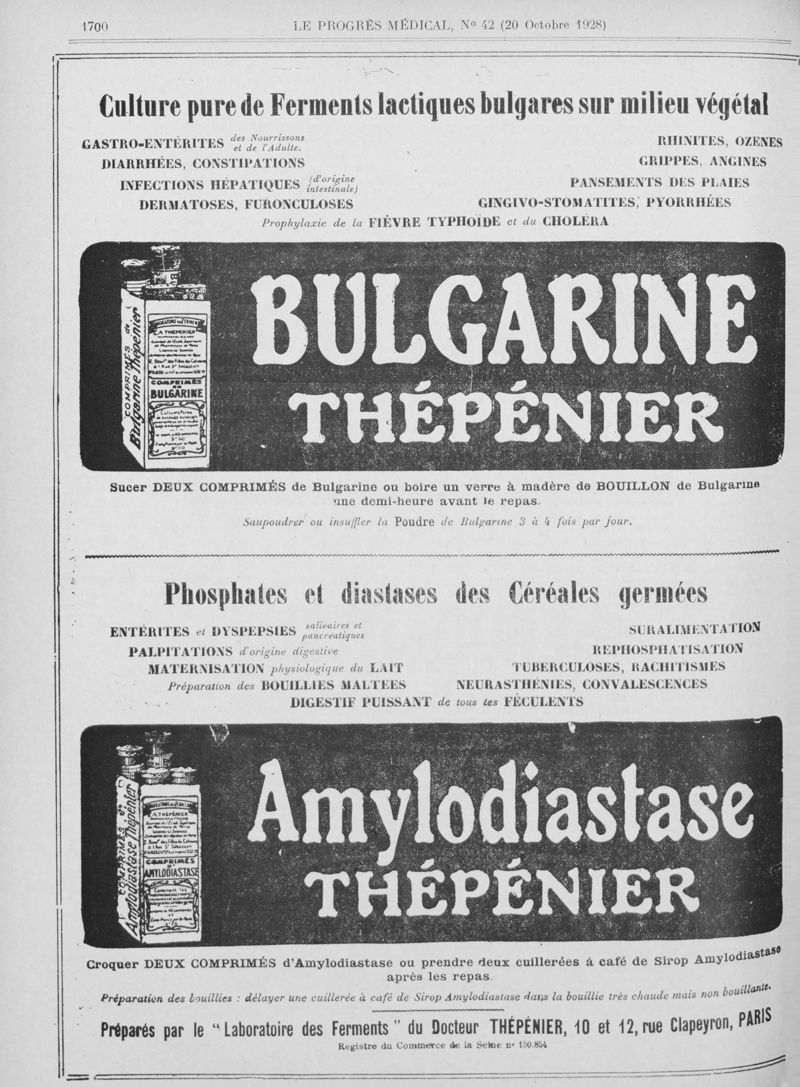 1700
LE PROGRÈS MÉDICAL, No 42 (20 Octobre 1928)
Culture pure de Ferments lactiques bulgares sur milieu végétal
GASTRO-ENTÉRITES des Nourrissons et de l'Adulte.
DIARRHÉES, CONSTIPATIONS
INFECTIONS HÉPATIQUES (d'origine intestinale)
DERMATOSES, FURONCULOSES
RHINITES, OZENES
GRIPPES, ANGINES
PANSEMENTS DES PLAIES
GINGIVO-STOMATITES, PYORRHÉES
Prophylaxie de la FIÈVRE TYPHOÏDE et du CHOLÉRA
COMPRIMÉS de
Bulgarine Thépénier
A. THÉPÉNIER
COMPRIMÉS
DE
BULGARINE
BULGARINE
THÉPÉNIER
Sucer DEUX COMPRIMÉS de Bulgarine ou boire un verre à madère de BOUILLON de Bulgarine
une demi-heure avant le repas.
Saupoudrer ou insuffler la Poudre de Bulgarine 3 à 4 fois par jour.
Phosphates et diastases des Céréales germées
ENTÉRITES et DYSPEPSIES salivaires et pancréatiques
PALPITATIONS d'origine digestive
MATERNISATION physiologique du LAIT
Préparation des BOUILLIES MALTÉES
SURALIMENTATION
REPHOSPHATISATION
TUBERCULOSES, RACHITISMES
NEURASTHÉNIES, CONVALESCENCES
DIGESTIF PUISSANT de tous les FÉCULENTS
COMPRIMÉS de
Amylodiastase Thépénier
A. THÉPÉNIER
COMPRIMÉS
AMYLODIASTASE
Amylodiastase
THÉPÉNIER
Croquer DEUX COMPRIMÉS d'Amylodiastase ou prendre deux cuillerées à café de Sirop Amylodiastase
après les repas.
Préparation des bouillies : délayer une cuillerée à café de Sirop Amylodiastase dans la bouillie très chaude mais non bouillante.
Préparés par le "Laboratoire des Ferments" du Docteur THÉPÉNIER, 10 et 12, rue Clapeyron, PARIS
Registre du Commerce de la Seine n° 150.854